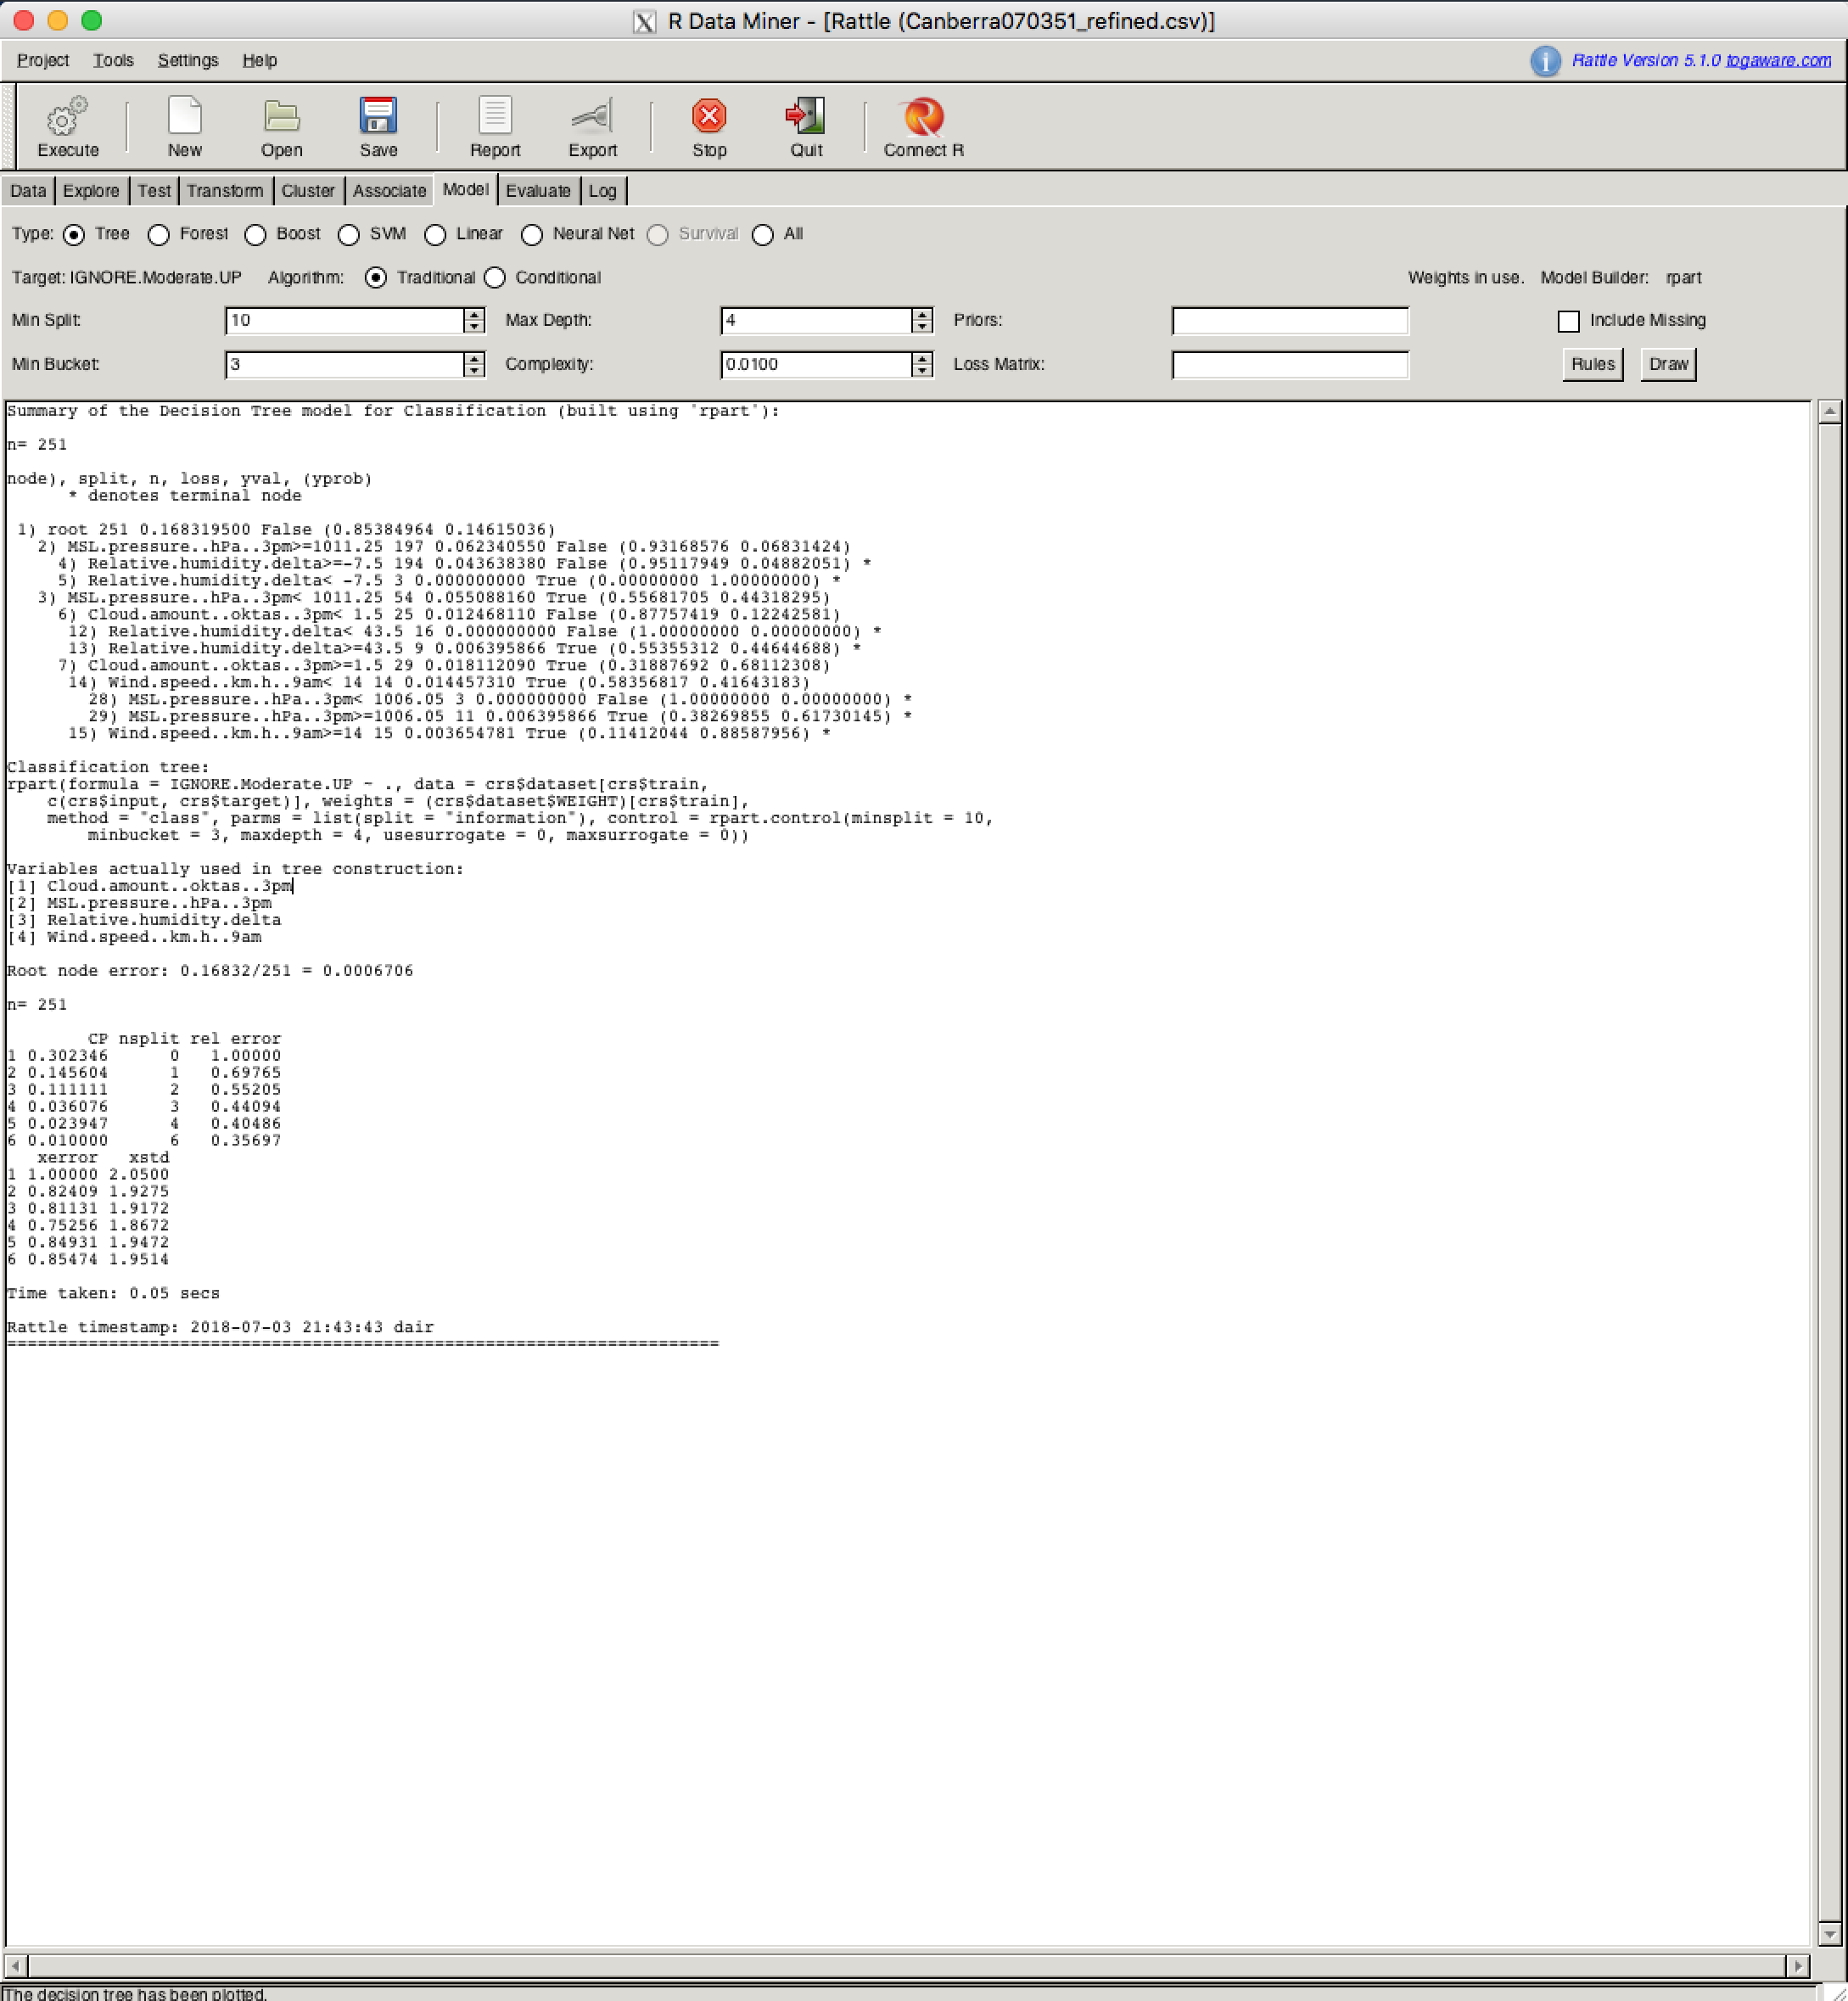 R Data Miner - [Rattle (Canberra070351_refined.csv)]
Project Tools Settings Help Rattle Version 5.1.0 togaware.com
Execute New Open Save Report Export Stop Quit Connect R
Data Explore Test Transform Cluster Associate Model Evaluate Log
Type: Tree Forest Boost SVM Linear Neural Net Survival All
Target: IGNORE.Moderate.UP Algorithm: Traditional Conditional Weights in use. Model Builder: rpart
Min Split: 10 Max Depth: 4 Priors: Include Missing
Min Bucket: 3 Complexity: 0.0100 Loss Matrix: Rules Draw
Summary of the Decision Tree model for Classification (built using 'rpart'):
n= 251
node), split, n, loss, yval, (yprob)
* denotes terminal node
1) root 251 0.168319500 False (0.85384964 0.14615036)
2) MSL.pressure..hPa..3pm>=1011.25 197 0.062340550 False (0.93168576 0.06831424)
4) Relative.humidity.delta>=-7.5 194 0.043638380 False (0.95117949 0.04882051) *
5) Relative.humidity.delta< -7.5 3 0.000000000 True (0.00000000 1.00000000) *
3) MSL.pressure..hPa..3pm< 1011.25 54 0.055088160 True (0.55681705 0.44318295)
6) Cloud.amount..oktas..3pm< 1.5 25 0.012468110 False (0.87757419 0.12242581)
12) Relative.humidity.delta< 43.5 16 0.000000000 False (1.00000000 0.00000000) *
13) Relative.humidity.delta>=43.5 9 0.006395866 True (0.55355312 0.44644688) *
7) Cloud.amount..oktas..3pm>=1.5 29 0.018112090 True (0.31887692 0.68112308)
14) Wind.speed..km.h..9am< 14 14 0.014457310 True (0.58356817 0.41643183)
28) MSL.pressure..hPa..3pm< 1006.05 3 0.000000000 False (1.00000000 0.00000000) *
29) MSL.pressure..hPa..3pm>=1006.05 11 0.006395866 True (0.38269855 0.61730145) *
15) Wind.speed..km.h..9am>=14 15 0.003654781 True (0.11412044 0.88587956) *
Classification tree:
rpart(formula = IGNORE.Moderate.UP ~ ., data = crs$dataset[crs$train,
c(crs$input, crs$target)], weights = (crs$dataset$WEIGHT)[crs$train],
method = "class", parms = list(split = "information"), control = rpart.control(minsplit = 10,
minbucket = 3, maxdepth = 4, usesurrogate = 0, maxsurrogate = 0))
Variables actually used in tree construction:
[1] Cloud.amount..oktas..3pm
[2] MSL.pressure..hPa..3pm
[3] Relative.humidity.delta
[4] Wind.speed..km.h..9am
Root node error: 0.16832/251 = 0.0006706
n= 251
CP nsplit rel error
1 0.302346 0 1.00000
2 0.145604 1 0.69765
3 0.111111 2 0.55205
4 0.036076 3 0.44094
5 0.023947 4 0.40486
6 0.010000 6 0.35697
xerror xstd
1 1.00000 2.0500
2 0.82409 1.9275
3 0.81131 1.9172
4 0.75256 1.8672
5 0.84931 1.9472
6 0.85474 1.9514
Time taken: 0.05 secs
Rattle timestamp: 2018-07-03 21:43:43 dair
======================================================================
The decision tree has been plotted.